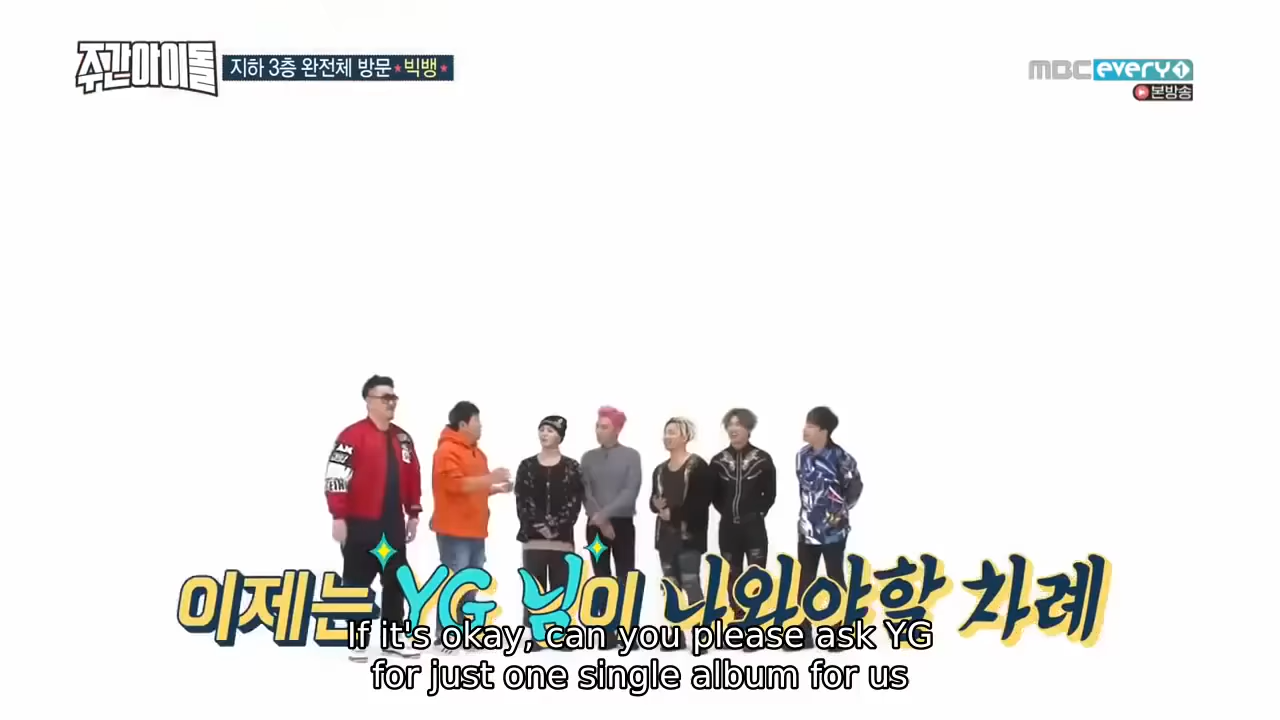 주간아이돌
지하 3층 완전체 방문★빅뱅★
MBC every1
본방송
이제는 YG 님이 나와야할 차례
If it's okay, can you please ask YG
for just one single album for us